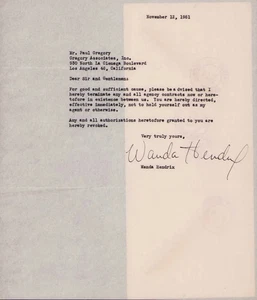 November 15, 1961
Mr. Paul Gregory
Gregory Associates, Inc.
980 North La Cienega Boulevard
Los Angeles 46, California
Dear Sir and Gentlemen:
For good and sufficient cause, please be advised that I
hereby terminate any and all agency contracts now or here-
tofore in existence between us. You are hereby directed,
effective immediately, not to hold yourself out as my
agent or otherwise.
Any and all authorizations heretofore granted to you are
hereby revoked.
Very truly yours,
Wanda Hendrix
Wanda Hendrix